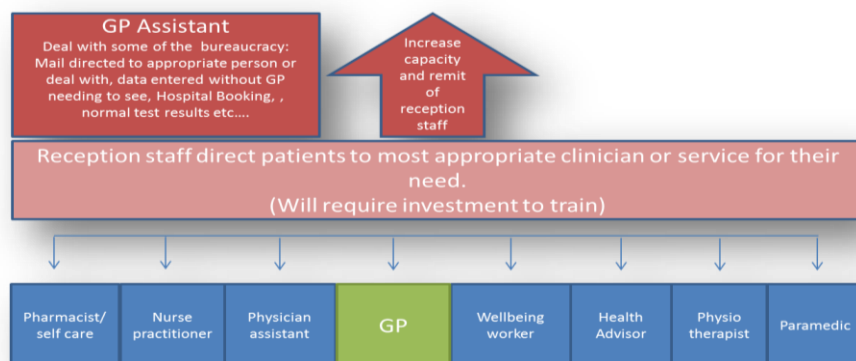 GP Assistant
Deal with some of the bureaucracy:
Mail directed to appropriate person or
deal with, data entered without GP
needing to see, Hospital Booking, ,
normal test results etc....
Increase
capacity
and remit
of
reception
staff
Reception staff direct patients to most appropriate clinician or service for their
need.
(Will require investment to train)
Pharmacist/
self care
Nurse
practitioner
Physician
assistant
GP
Wellbeing
worker
Health
Advisor
Physio
therapist
Paramedic